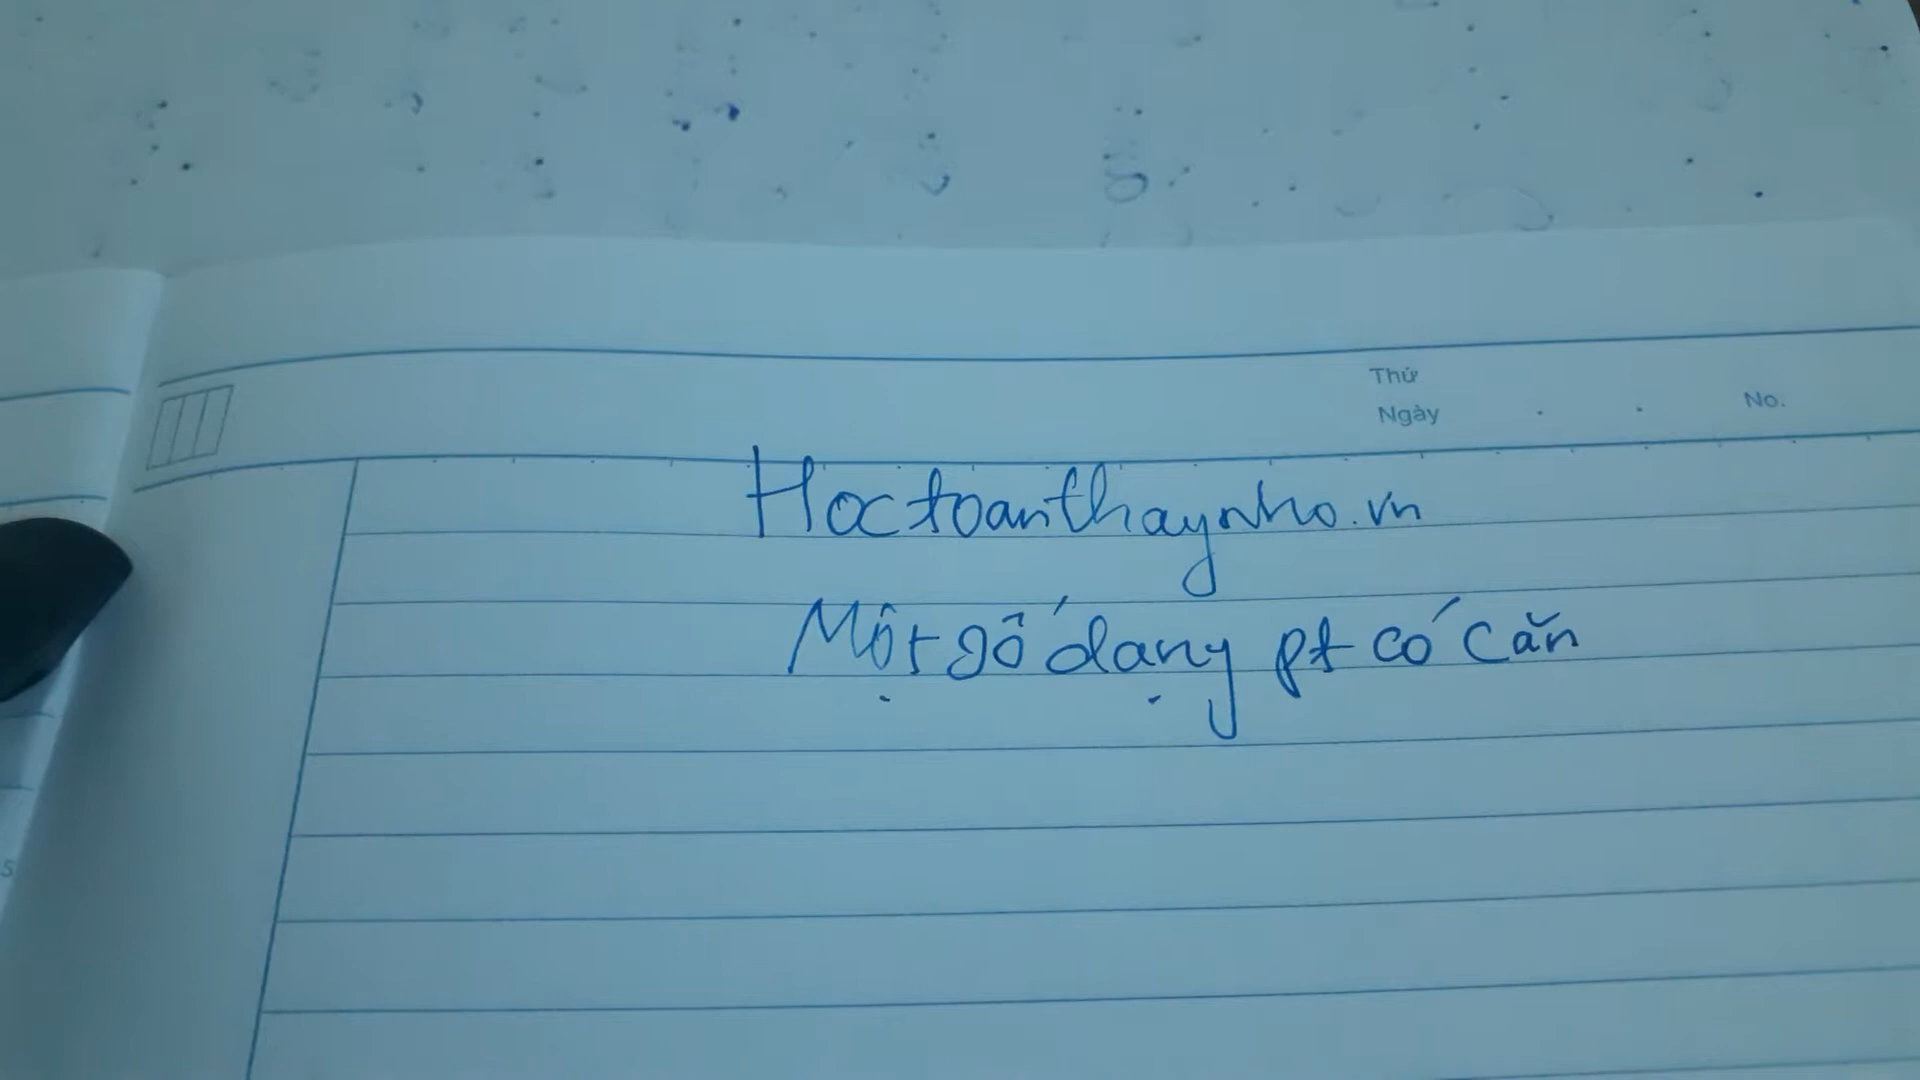 Thứ
Ngày . . No.
Hoctoanthaynho.vn
Một số dạng pt có căn